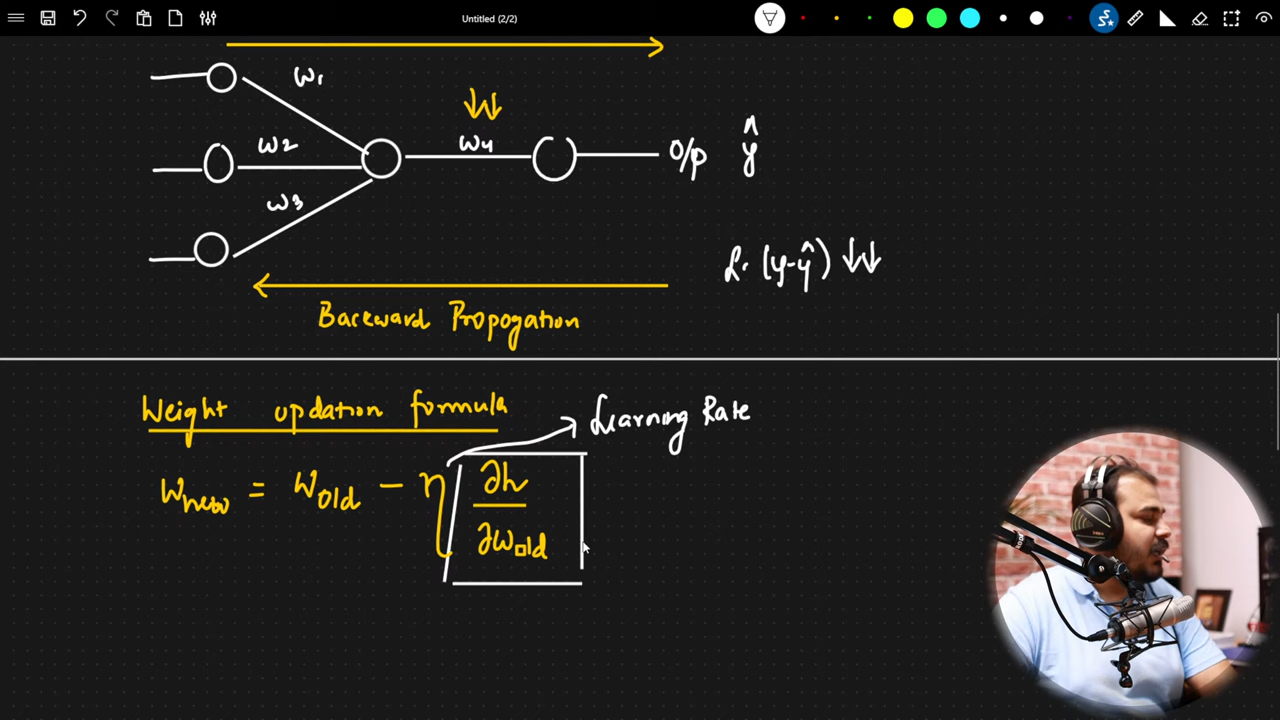 Untitled (2/2)
w1
w2
w3
w4
O/p ŷ
L. (y-ŷ) ↓↓
Backward Propogation
Weight updation formula
Learning Rate
Wnew = Wold - η ∂h
∂wold